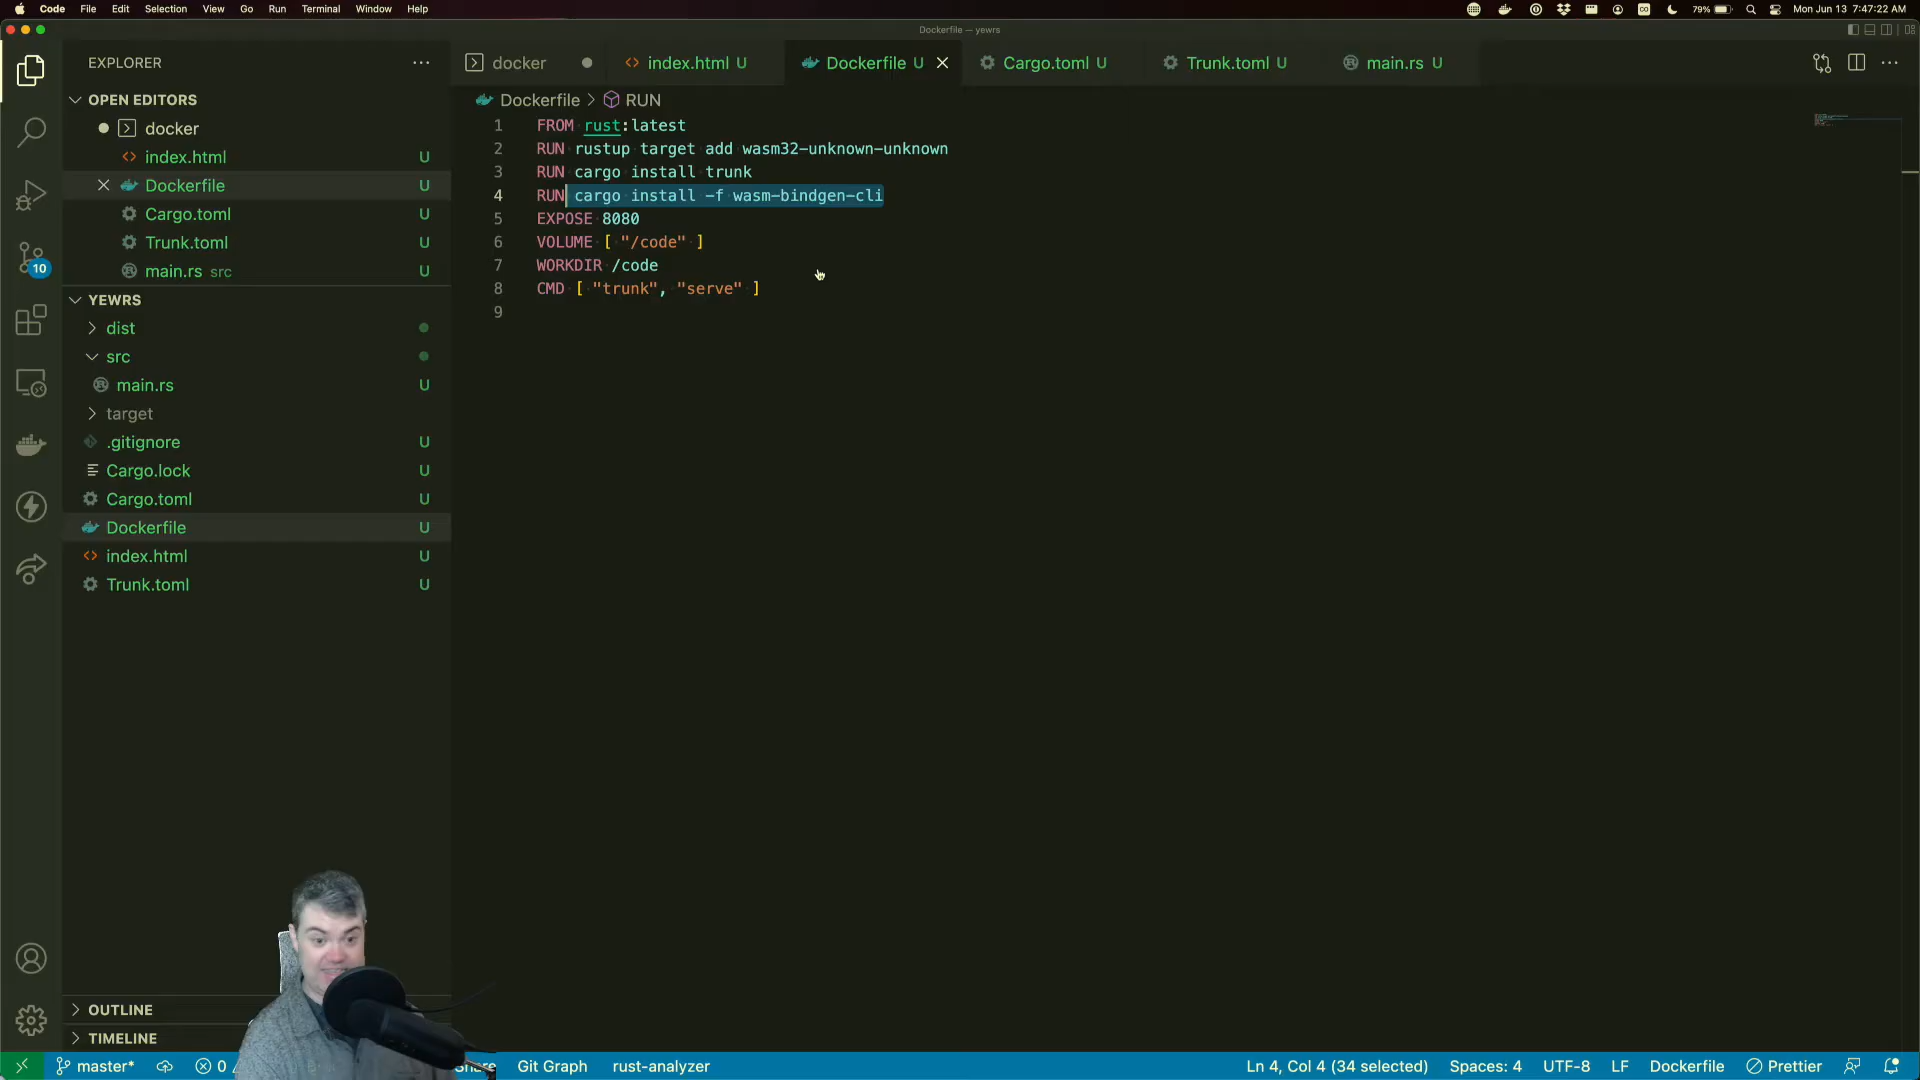 Code File Edit Selection View Go Run Terminal Window Help 79% Mon Jun 13 7:47:22 AM
Dockerfile — yewrs
EXPLORER
docker
index.html U
Dockerfile U
Cargo.toml U
Trunk.toml U
main.rs U
OPEN EDITORS
docker
index.html U
Dockerfile U
Cargo.toml U
Trunk.toml U
main.rs src U
YEWRS
dist
src
main.rs U
target
.gitignore U
Cargo.lock U
Cargo.toml U
Dockerfile U
index.html U
Trunk.toml U
OUTLINE
TIMELINE
10
Dockerfile > RUN
1 FROM rust:latest
2 RUN rustup target add wasm32-unknown-unknown
3 RUN cargo install trunk
4 RUN cargo install -f wasm-bindgen-cli
5 EXPOSE 8080
6 VOLUME [ "/code" ]
7 WORKDIR /code
8 CMD [ "trunk", "serve" ]
9
master* 0 Share Git Graph rust-analyzer Ln 4, Col 4 (34 selected) Spaces: 4 UTF-8 LF Dockerfile Prettier